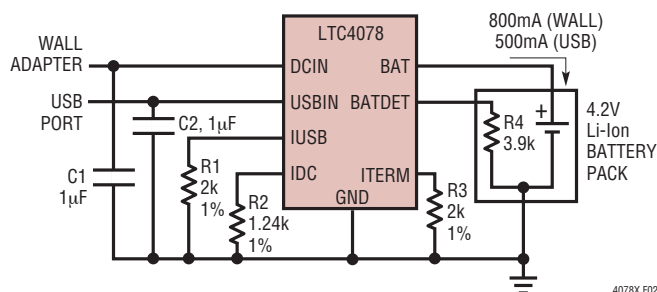 800mA (WALL)
500mA (USB)
LTC4078
WALL
ADAPTER
DCIN
BAT
USB
PORT
USBIN
BATDET
C2, 1µF
IUSB
R1
2k
1%
C1
1µF
IDC
R2
1.24k
1%
ITERM
GND
R3
2k
1%
+
R4
3.9k
4.2V
Li-Ion
BATTERY
PACK
4078X F02